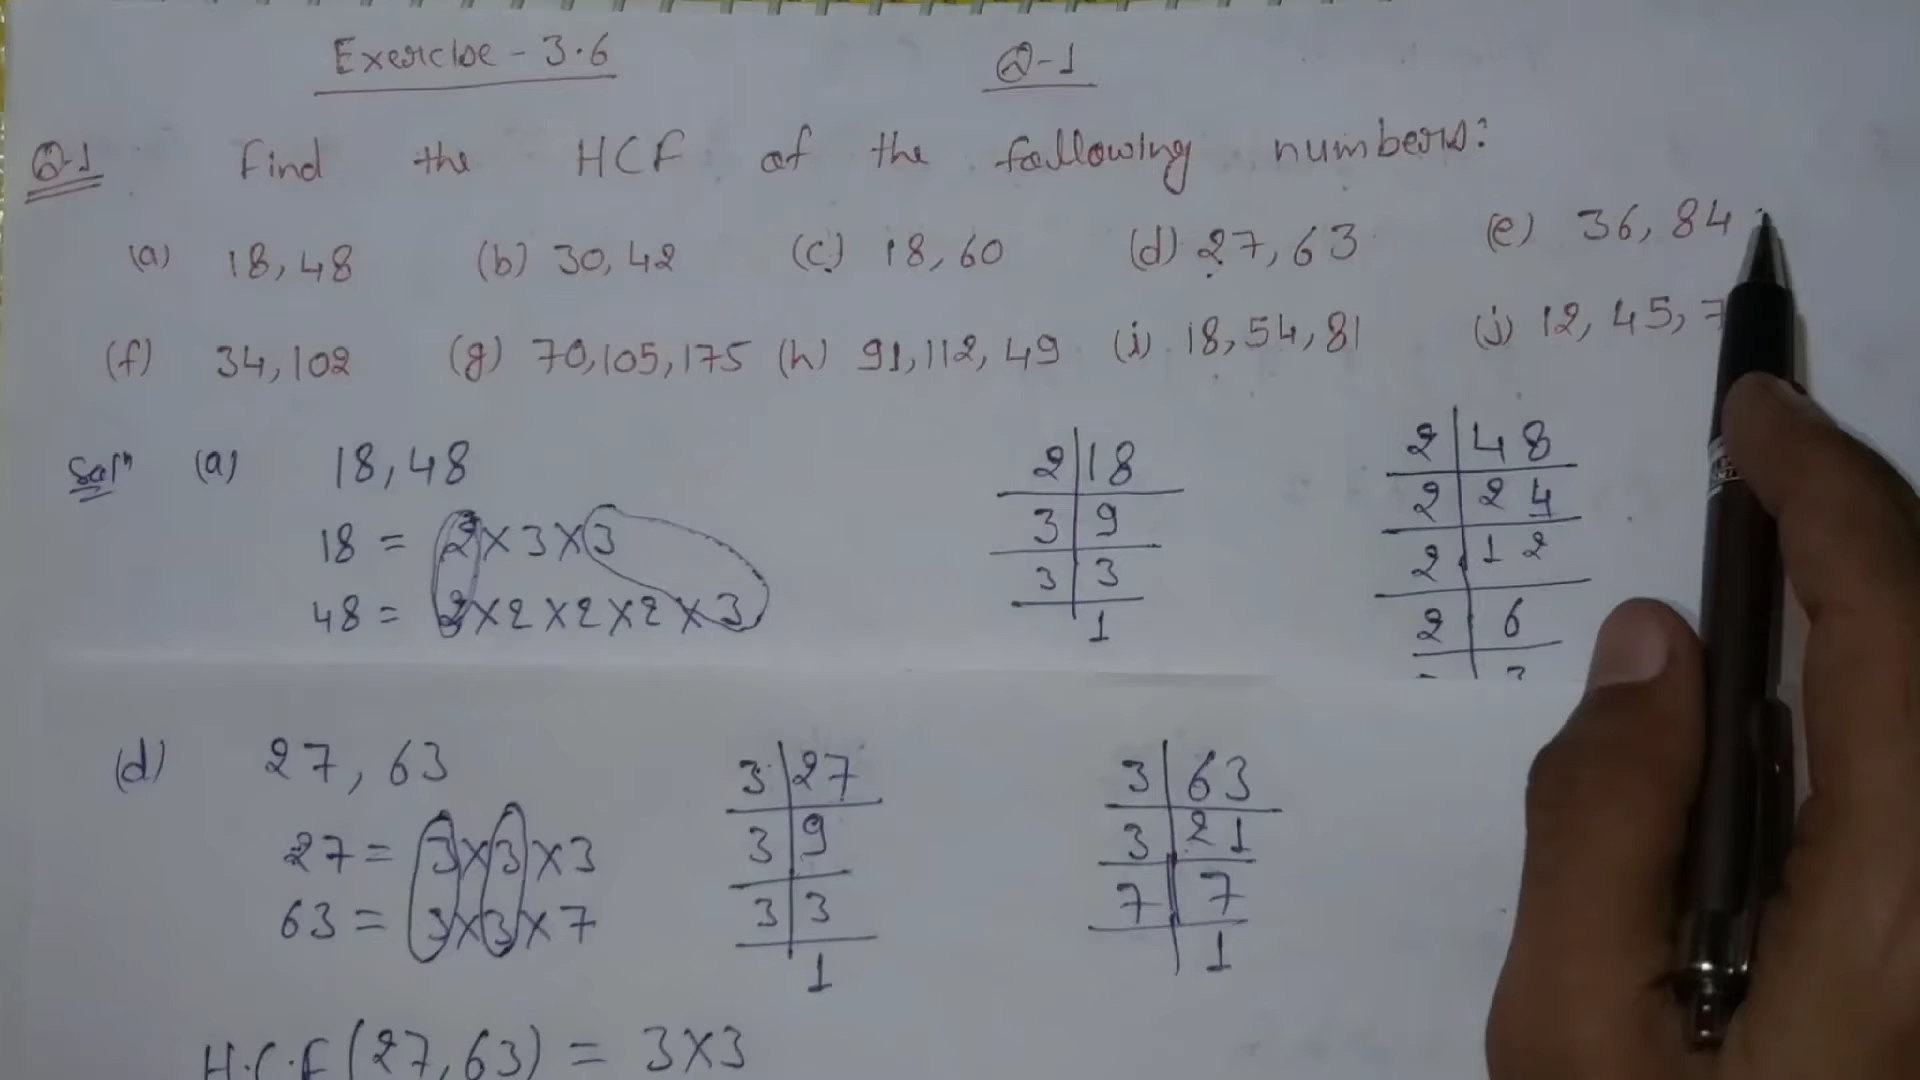 Exercise - 3.6 Q-1
Q-1 Find the HCF of the following numbers:
(a) 18, 48 (b) 30, 42 (c) 18, 60 (d) 27, 63 (e) 36, 84
(f) 34, 102 (g) 70, 105, 175 (h) 91, 112, 49 (i) 18, 54, 81 (j) 12, 45, 7
Solⁿ (a) 18, 48
2 | 18
3 | 9
3 | 3
1
2 | 48
2 | 24
2 | 12
2 | 6
18 = 2 × 3 × 3
48 = 2 × 2 × 2 × 2 × 3
(d) 27, 63
27 = 3 × 3 × 3
63 = 3 × 3 × 7
3 | 27
3 | 9
3 | 3
1
3 | 63
3 | 21
7 | 7
1
H.C.F (27, 63) = 3 × 3